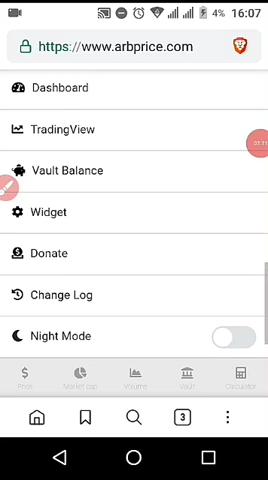 4% 16:07
https://www.arbprice.com
Dashboard
TradingView
Vault Balance
Widget
Donate
Change Log
Night Mode
Price Market cap Volume Vault Calculator
3